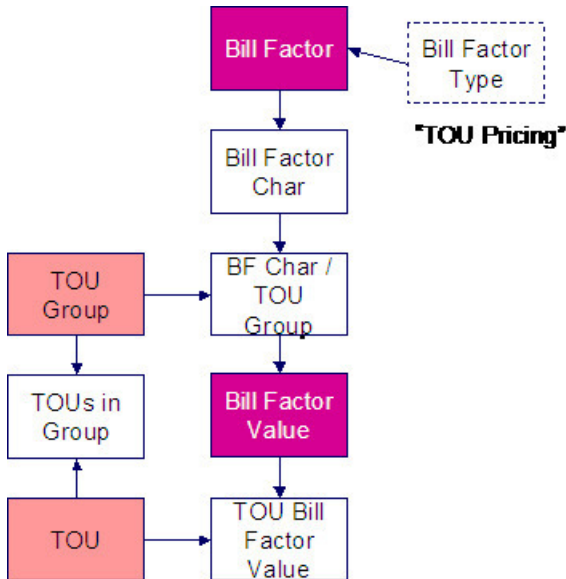 Bill Factor
Bill Factor
Type
"TOU Pricing"
Bill Factor
Char
TOU
Group
BF Char /
TOU
Group
TOUs in
Group
Bill Factor
Value
TOU
TOU Bill
Factor
Value